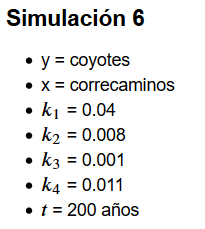 Simulación 6
• y = coyotes
• x = correcaminos
• k₁ = 0.04
• k₂ = 0.008
• k₃ = 0.001
• k₄ = 0.011
• t = 200 años